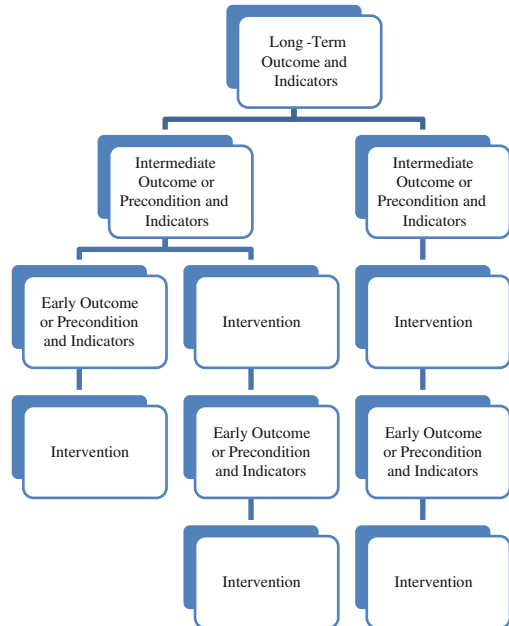 Long -Term
Outcome and
Indicators
Intermediate
Outcome or
Precondition and
Indicators
Intermediate
Outcome or
Precondition and
Indicators
Early Outcome
or Precondition
and Indicators
Intervention
Intervention
Intervention
Early Outcome
or Precondition
and Indicators
Early Outcome
or Precondition
and Indicators
Intervention
Intervention